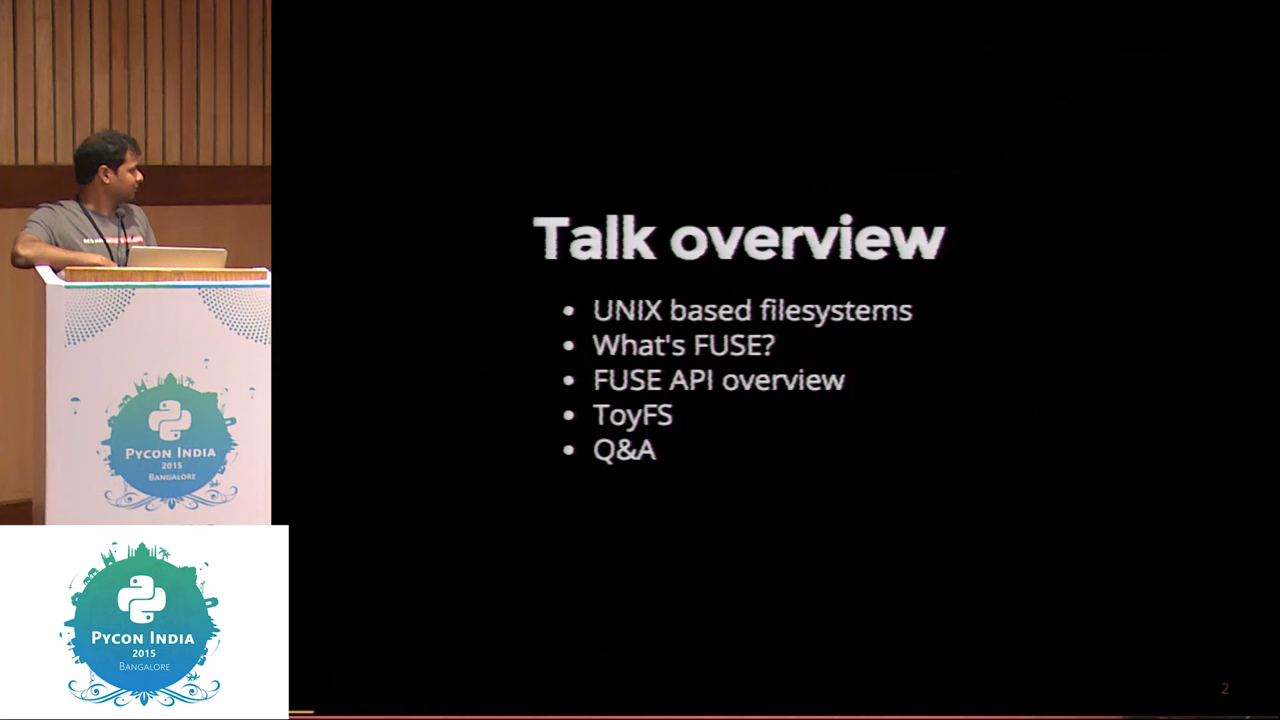 Talk overview
• UNIX based filesystems
• What's FUSE?
• FUSE API overview
• ToyFS
• Q&A
2
PYCON INDIA
2015
BANGALORE
PYCON INDIA
2015
BANGALORE